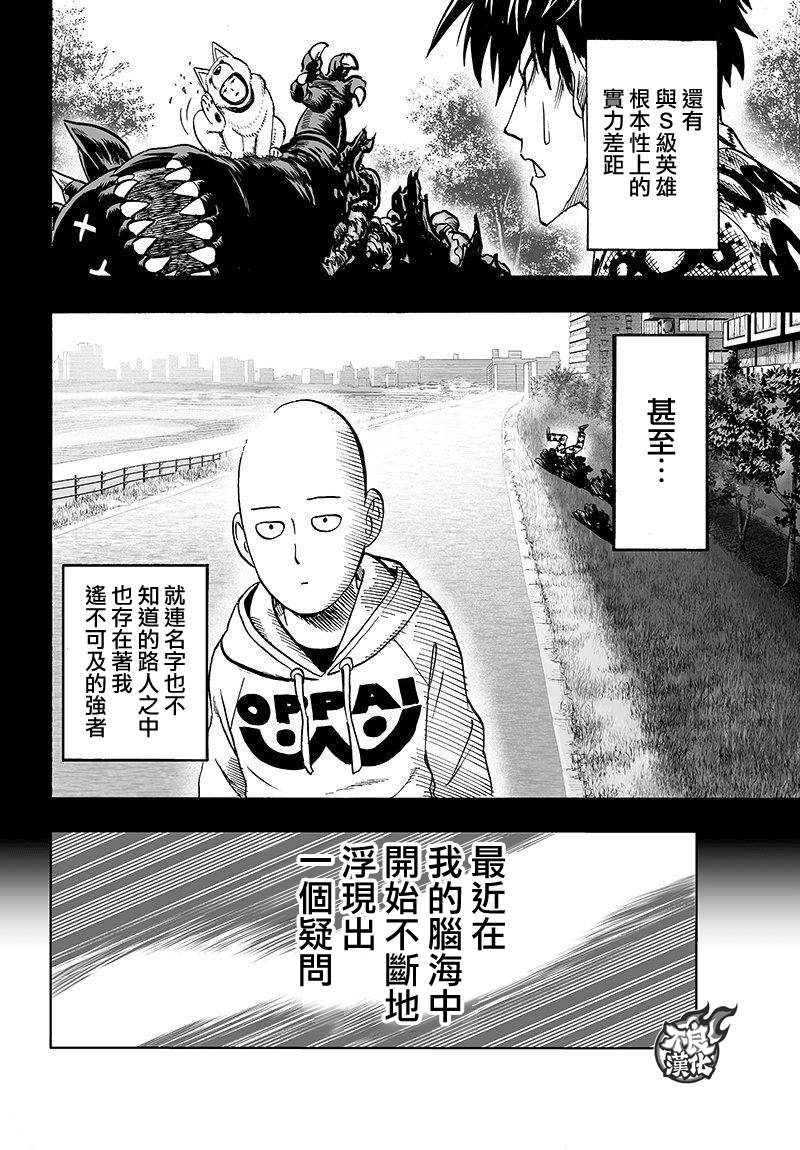 還有
與S級英雄
根本性上的
實力差距
甚至…
就連名字也不
知道的路人之中
也存在著我
遙不可及的強者
OPPAI
最近在
我的腦海中
開始不斷地
浮現出
一個疑問
狼
漢化